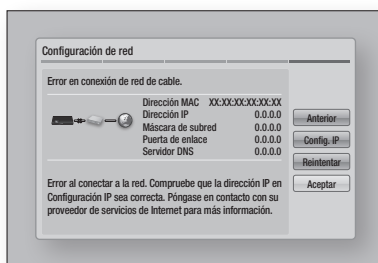 Configuración de red
Error en conexión de red de cable.
Dirección MAC XX:XX:XX:XX:XX:XX
Dirección IP 0.0.0.0
Máscara de subred 0.0.0.0
Puerta de enlace 0.0.0.0
Servidor DNS 0.0.0.0
Anterior
Config. IP
Reintentar
Aceptar
Error al conectar a la red. Compruebe que la dirección IP en
Configuración IP sea correcta. Póngase en contacto con su
proveedor de servicios de Internet para más información.